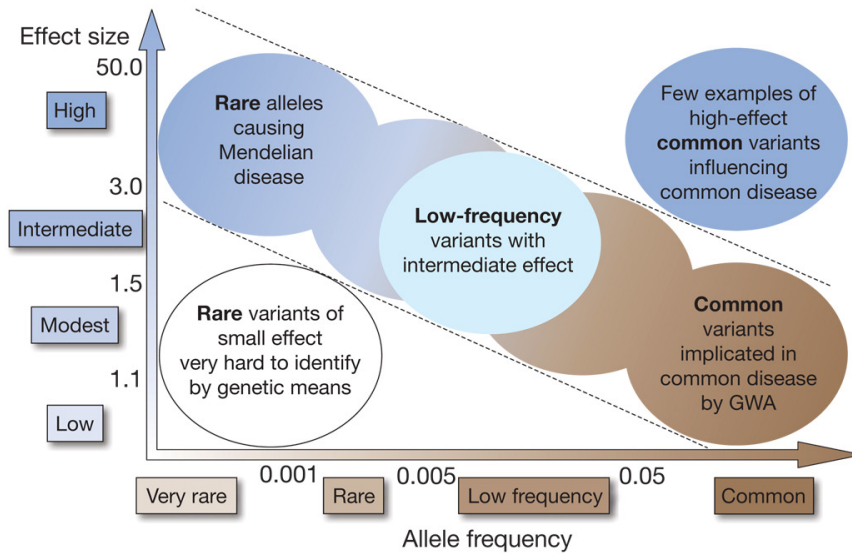 Effect size
50.0
High
3.0
Intermediate
1.5
Modest
1.1
Low
Rare alleles
causing
Mendelian
disease
Few examples of
high-effect
common variants
influencing
common disease
Low-frequency
variants with
intermediate effect
Rare variants of
small effect
very hard to identify
by genetic means
Common
variants
implicated in
common disease
by GWA
0.001
0.005
0.05
Very rare
Rare
Low frequency
Common
Allele frequency